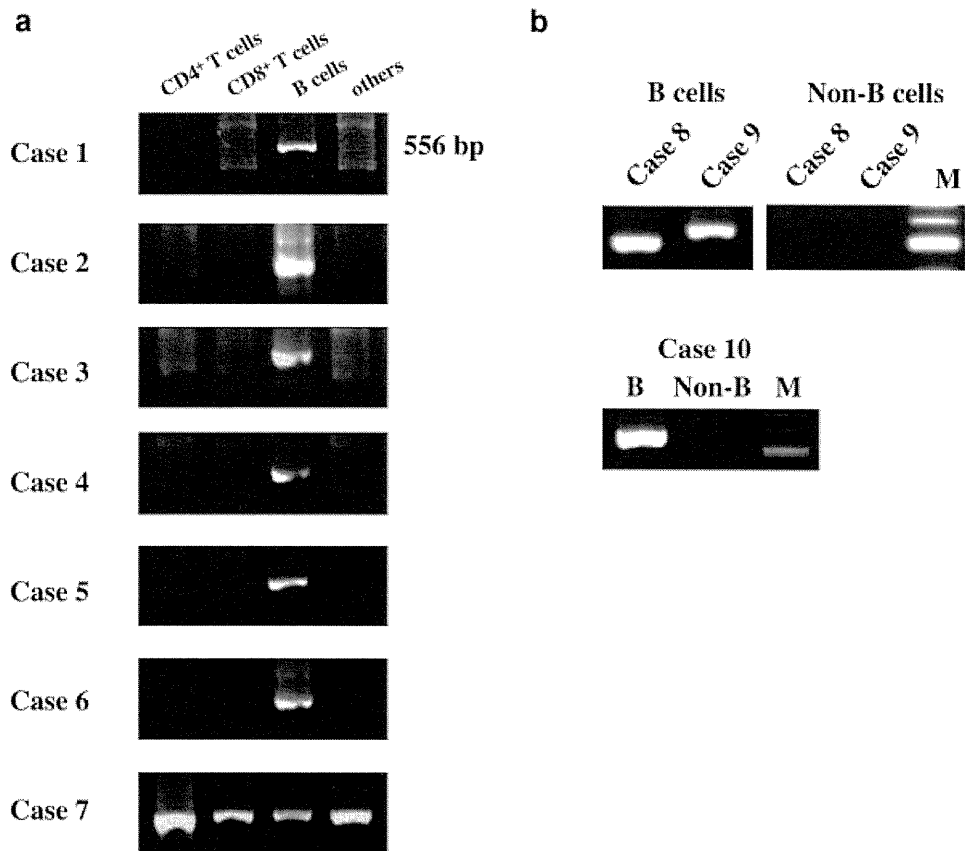 a
CD4+ T cells
CD8+ T cells
B cells
others
Case 1
556 bp
Case 2
Case 3
Case 4
Case 5
Case 6
Case 7
b
B cells
Non-B cells
Case 8
Case 9
Case 8
Case 9
M
Case 10
B Non-B M